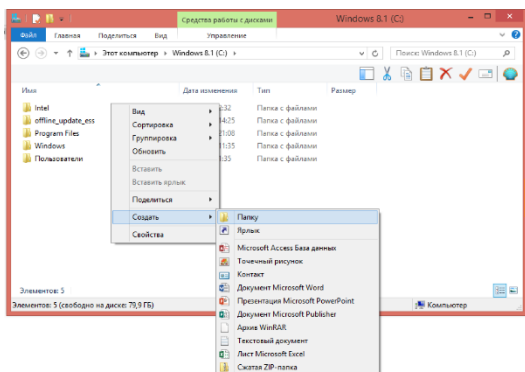 Средства работы с дисками
Windows 8.1 (C:)
Файл Главная Поделиться Вид Управление
Этот компьютер Windows 8.1 (C:)
Поиск: Windows 8.1 (C:)
Имя Дата изменения Тип Размер
Intel :32 Папка с файлами
offline_update_ess 14:25 Папка с файлами
Program Files 21:08 Папка с файлами
Windows 11:35 Папка с файлами
Пользователи 1:35 Папка с файлами
Вид
Сортировка
Группировка
Обновить
Вставить
Вставить ярлык
Поделиться
Создать
Свойства
Папку
Ярлык
Microsoft Access База данных
Точечный рисунок
Контакт
Документ Microsoft Word
Презентация Microsoft PowerPoint
Документ Microsoft Publisher
Архив WinRAR
Текстовый документ
Лист Microsoft Excel
Сжатая ZIP-папка
Элементов: 5
Элементов: 5 (свободно на диске: 79,9 ГБ)
Компьютер